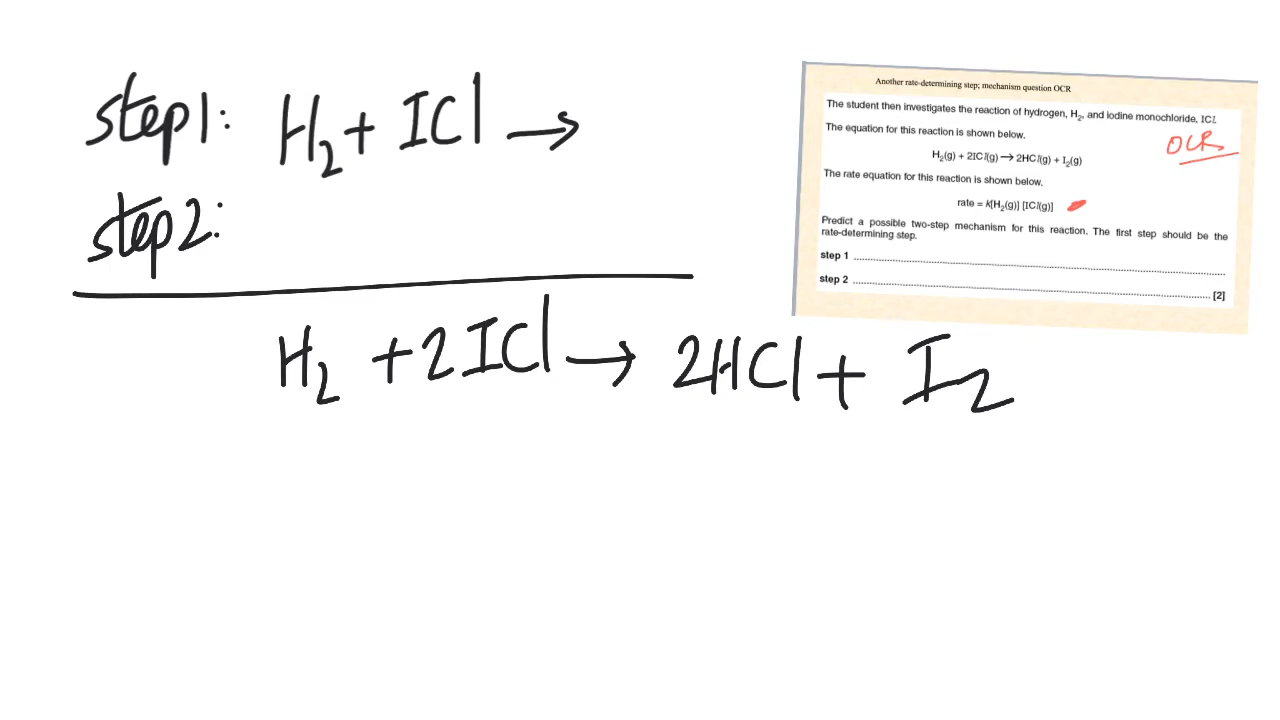 step1: H₂ + ICl →
step2:
H₂ + 2ICl → 2HCl + I₂
Another rate-determining step; mechanism question OCR
The student then investigates the reaction of hydrogen, H₂, and iodine monochloride, ICl.
The equation for this reaction is shown below.
OCR
H₂(g) + 2ICl(g) → 2HCl(g) + I₂(g)
The rate equation for this reaction is shown below.
rate = k[H₂(g)] [ICl(g)]
Predict a possible two-step mechanism for this reaction. The first step should be the
rate-determining step.
step 1 ........................................
step 2 ........................................ [2]